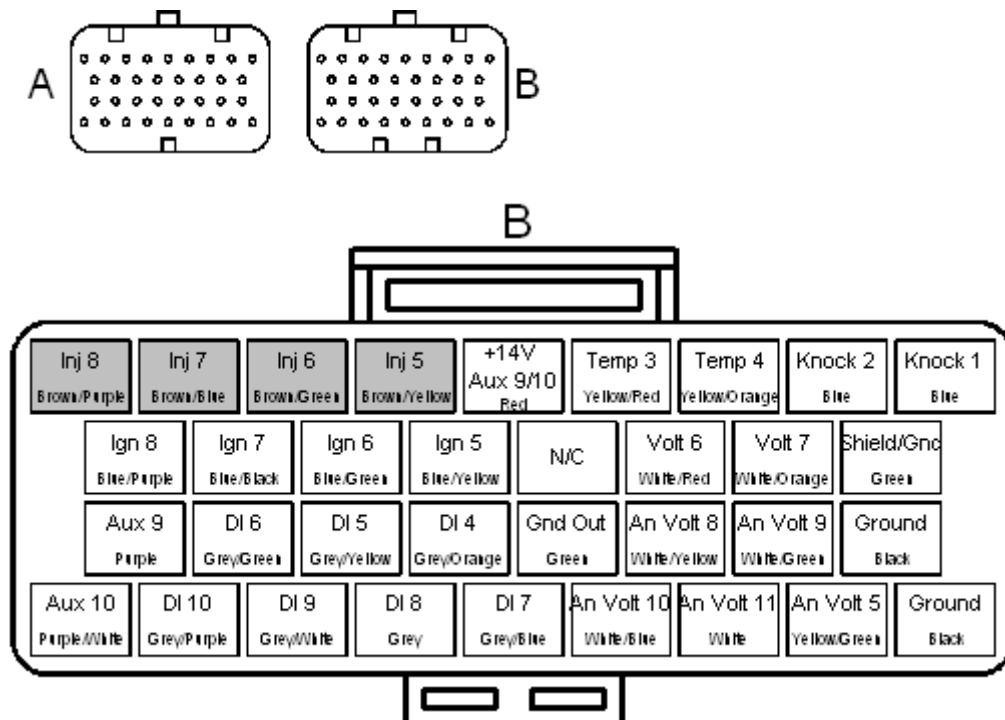 A
B
B
Inj 8
Brown/Purple
Inj 7
Brown/Blue
Inj 6
Brown/Green
Inj 5
Brown/Yellow
+14V
Aux 9/10
Red
Temp 3
Yellow/Red
Temp 4
Yellow/Orange
Knock 2
Blue
Knock 1
Blue
Ign 8
Blue/Purple
Ign 7
Blue/Black
Ign 6
Blue/Green
Ign 5
Blue/Yellow
N/C
Volt 6
White/Red
Volt 7
White/Orange
Shield/Gnd
Green
Aux 9
Purple
DI 6
Grey/Green
DI 5
Grey/Yellow
DI 4
Grey/Orange
Gnd Out
Green
An Volt 8
White/Yellow
An Volt 9
White/Green
Ground
Black
Aux 10
Purple/White
DI 10
Grey/Purple
DI 9
Grey/White
DI 8
Grey
DI 7
Grey/Blue
An Volt 10
White/Blue
An Volt 11
White
An Volt 5
Yellow/Green
Ground
Black